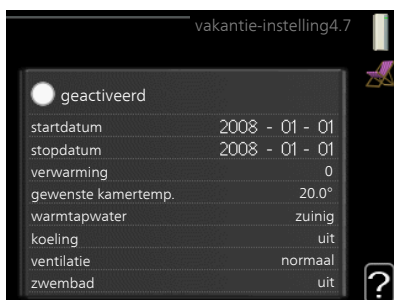 vakantie-instelling4.7
geactiveerd
startdatum 2008 - 01 - 01
stopdatum 2008 - 01 - 01
verwarming 0
gewenste kamertemp. 20.0°
warmtapwater zuinig
koeling uit
ventilatie normaal
zwembad uit
?